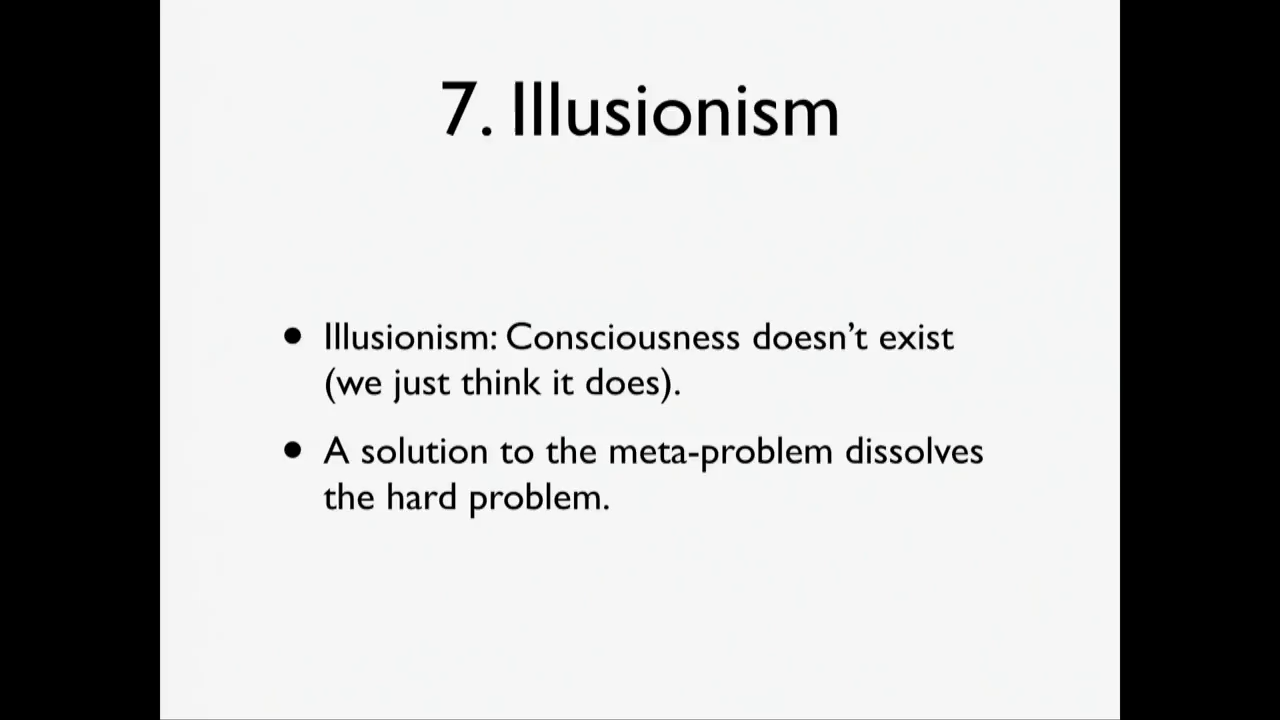 7. Illusionism
• Illusionism: Consciousness doesn’t exist
(we just think it does).
• A solution to the meta-problem dissolves
the hard problem.